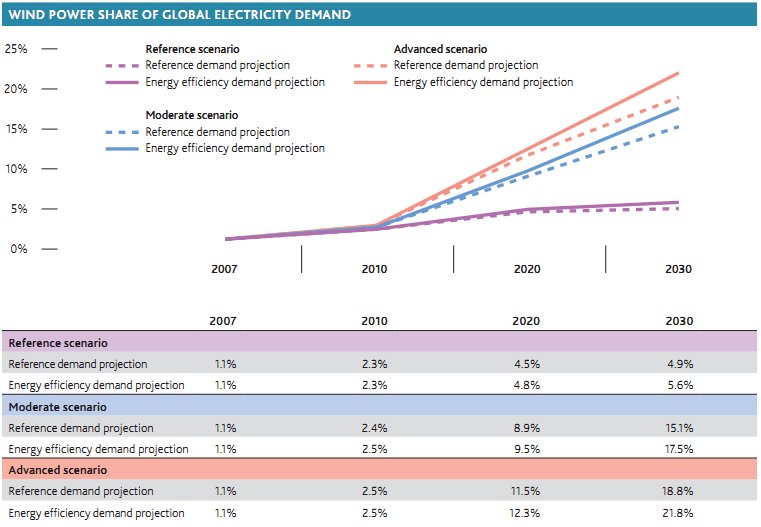 WIND POWER SHARE OF GLOBAL ELECTRICITY DEMAND
25%
20%
15%
10%
5%
0%
Reference scenario
Reference demand projection
Energy efficiency demand projection
Advanced scenario
Reference demand projection
Energy efficiency demand projection
Moderate scenario
Reference demand projection
Energy efficiency demand projection
2007 2010 2020 2030
2007 2010 2020 2030
Reference scenario
Reference demand projection 1.1% 2.3% 4.5% 4.9%
Energy efficiency demand projection 1.1% 2.3% 4.8% 5.6%
Moderate scenario
Reference demand projection 1.1% 2.4% 8.9% 15.1%
Energy efficiency demand projection 1.1% 2.5% 9.5% 17.5%
Advanced scenario
Reference demand projection 1.1% 2.5% 11.5% 18.8%
Energy efficiency demand projection 1.1% 2.5% 12.3% 21.8%